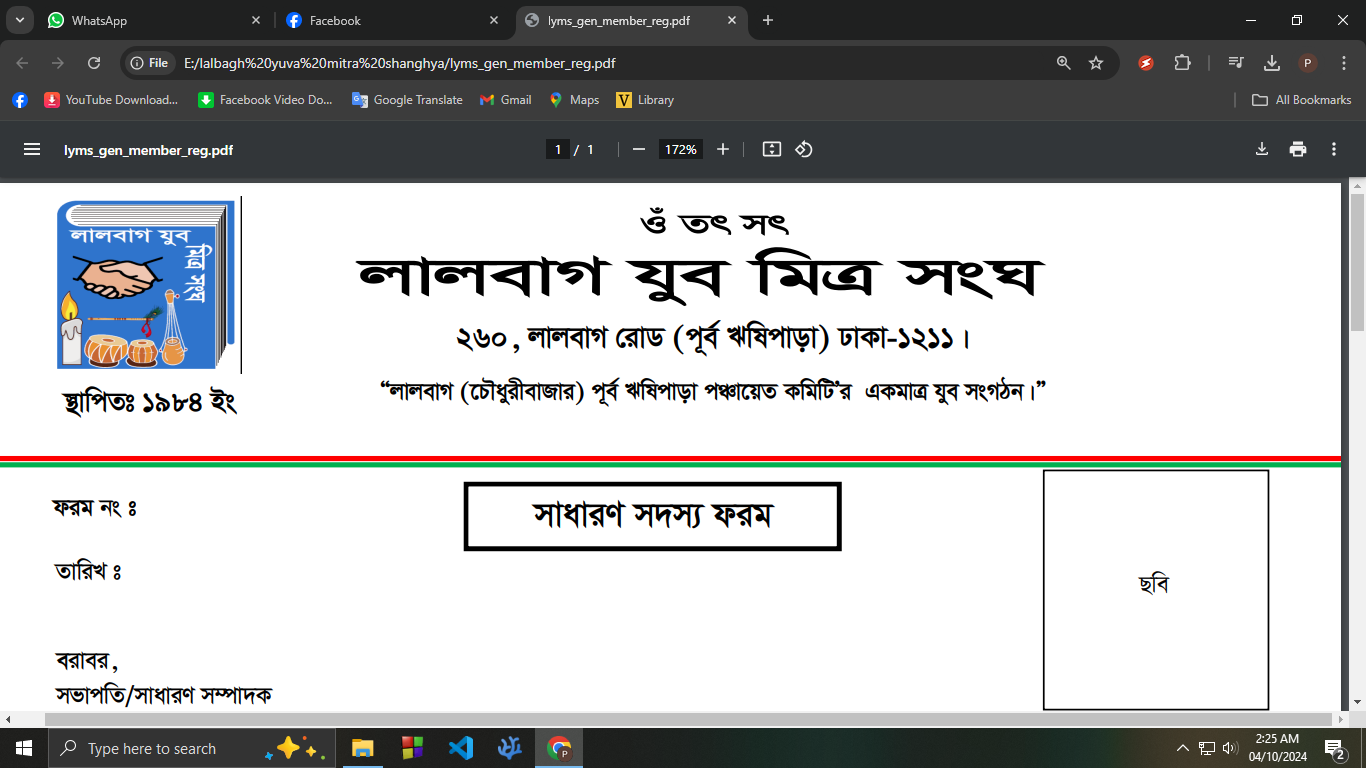 WhatsApp
Facebook
lyms_gen_member_reg.pdf
File
E:/lalbagh%20yuva%20mitra%20shanghya/lyms_gen_member_reg.pdf
P
YouTube Download...
Facebook Video Do...
Google Translate
Gmail
Maps
V Library
All Bookmarks
lyms_gen_member_reg.pdf
1 / 1
172%
লালবাগ যুব
মিত্র সংঘ
স্থাপিতঃ ১৯৮৪ ইং
ওঁ তৎ সৎ
লালবাগ যুব মিত্র সংঘ
২৬০, লালবাগ রোড (পূর্ব ঋষিপাড়া) ঢাকা-১২১১।
“লালবাগ (চৌধুরীবাজার) পূর্ব ঋষিপাড়া পঞ্চায়েত কমিটি’র একমাত্র যুব সংগঠন।”
ফরম নং ঃ
সাধারণ সদস্য ফরম
তারিখ ঃ
ছবি
বরাবর,
সভাপতি/সাধারণ সম্পাদক
Type here to search
P
2:25 AM
04/10/2024
2